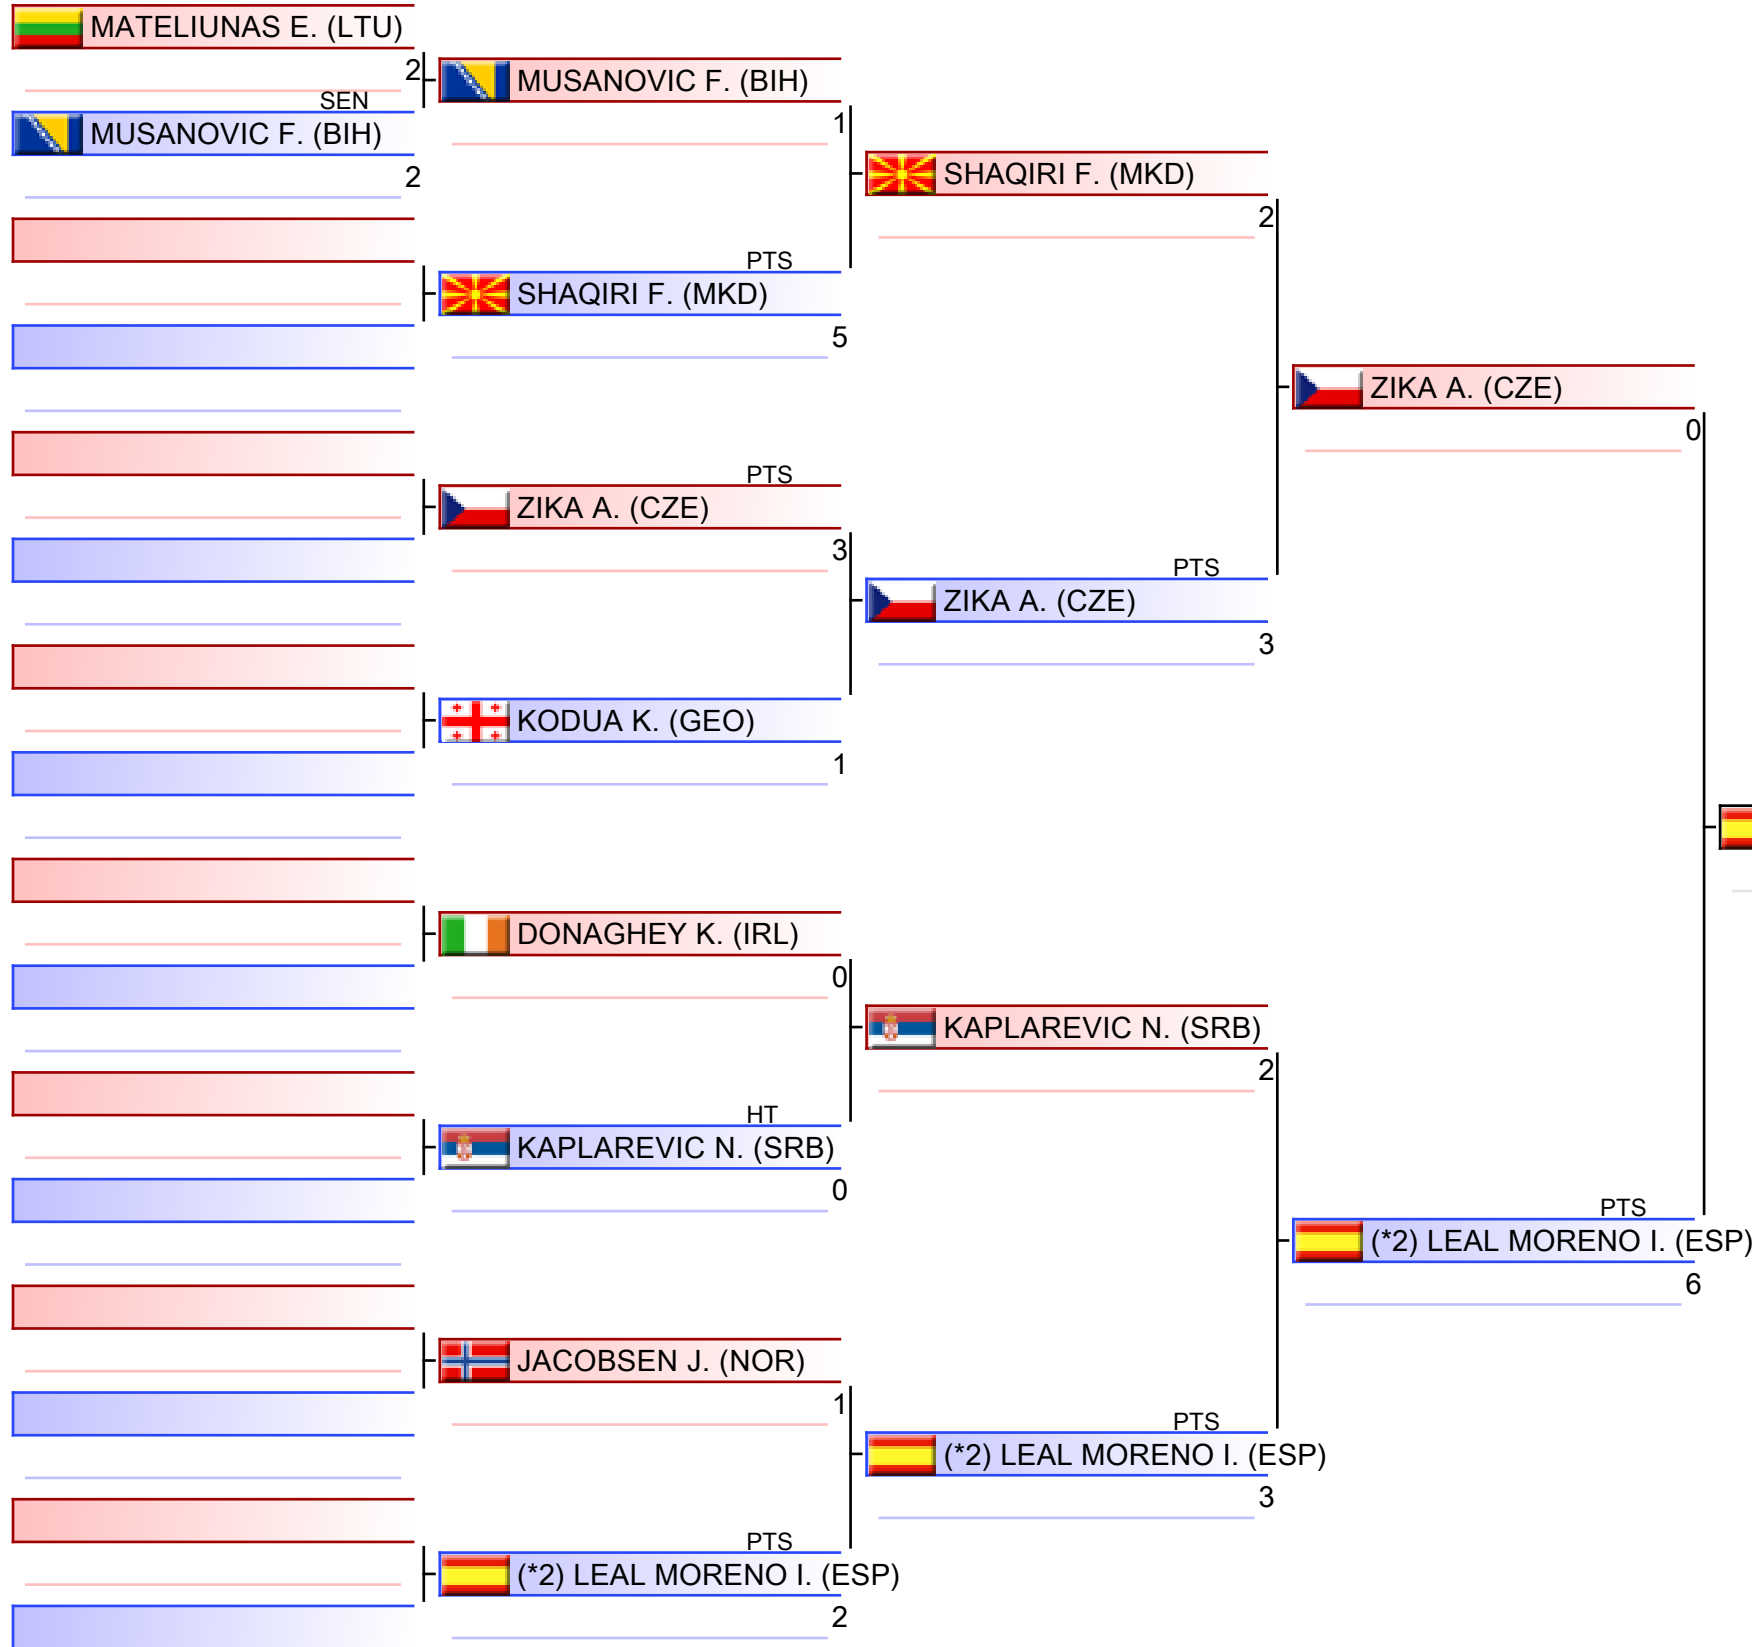 MATELIUNAS E. (LTU)
2
SEN
MUSANOVIC F. (BIH)
2
MUSANOVIC F. (BIH)
1
PTS
SHAQIRI F. (MKD)
5
PTS
ZIKA A. (CZE)
3
KODUA K. (GEO)
1
DONAGHEY K. (IRL)
0
HT
KAPLAREVIC N. (SRB)
0
JACOBSEN J. (NOR)
1
PTS
(*2) LEAL MORENO I. (ESP)
2
SHAQIRI F. (MKD)
2
PTS
ZIKA A. (CZE)
3
KAPLAREVIC N. (SRB)
2
PTS
(*2) LEAL MORENO I. (ESP)
3
ZIKA A. (CZE)
0
PTS
(*2) LEAL MORENO I. (ESP)
6